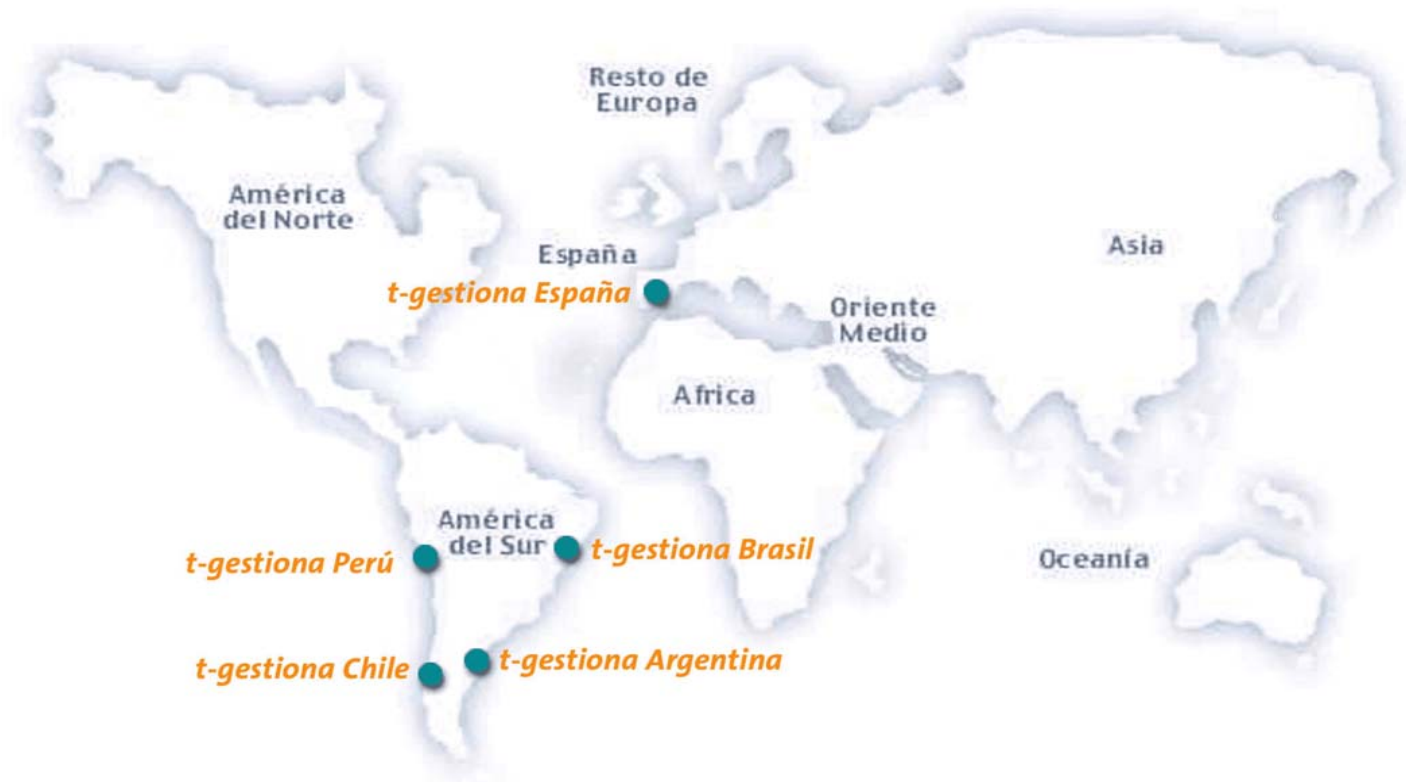 Resto de
Europa
América
del Norte
España
Asia
t-gestiona España
Oriente
Medio
Africa
América
del Sur
t-gestiona Brasil
t-gestiona Perú
Oceanía
t-gestiona Chile
t-gestiona Argentina